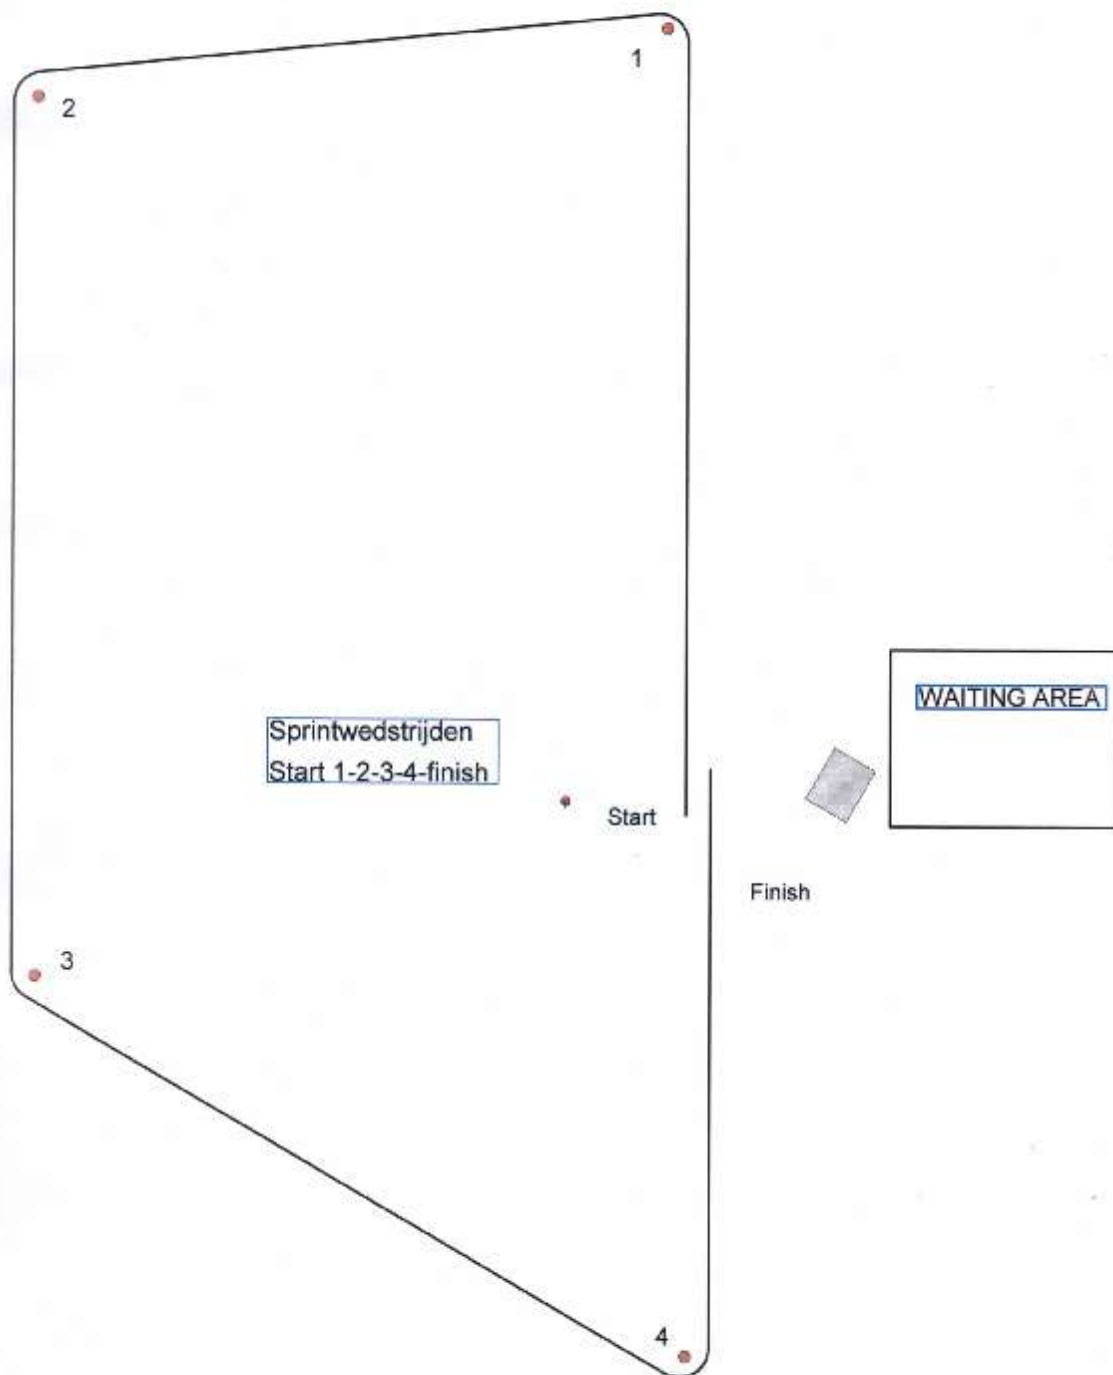 1
2
WAITING AREA
Sprintwedstrijden
Start 1-2-3-4-finish
Start
Finish
3
4